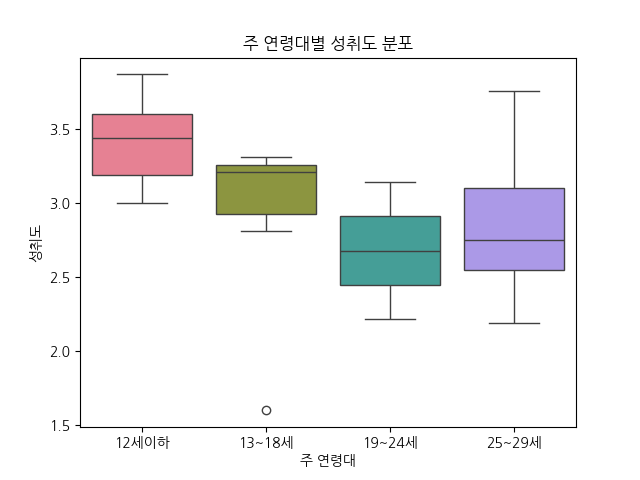 주 연령대별 성취도 분포
성취도
3.5
3.0
2.5
2.0
1.5
12세이하
13~18세
19~24세
25~29세
주 연령대